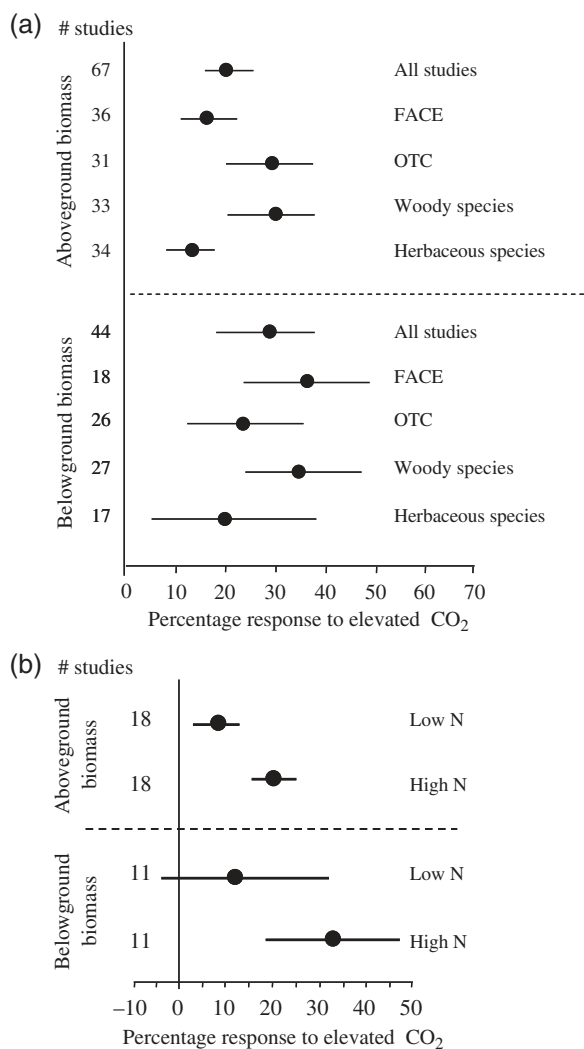 (a)
# studies
Aboveground biomass
67 All studies
36 FACE
31 OTC
33 Woody species
34 Herbaceous species
Belowground biomass
44 All studies
18 FACE
26 OTC
27 Woody species
17 Herbaceous species
0 10 20 30 40 50 60 70
Percentage response to elevated CO₂
(b)
# studies
Aboveground
biomass
18 Low N
18 High N
Belowground
biomass
11 Low N
11 High N
–10 0 10 20 30 40 50
Percentage response to elevated CO₂